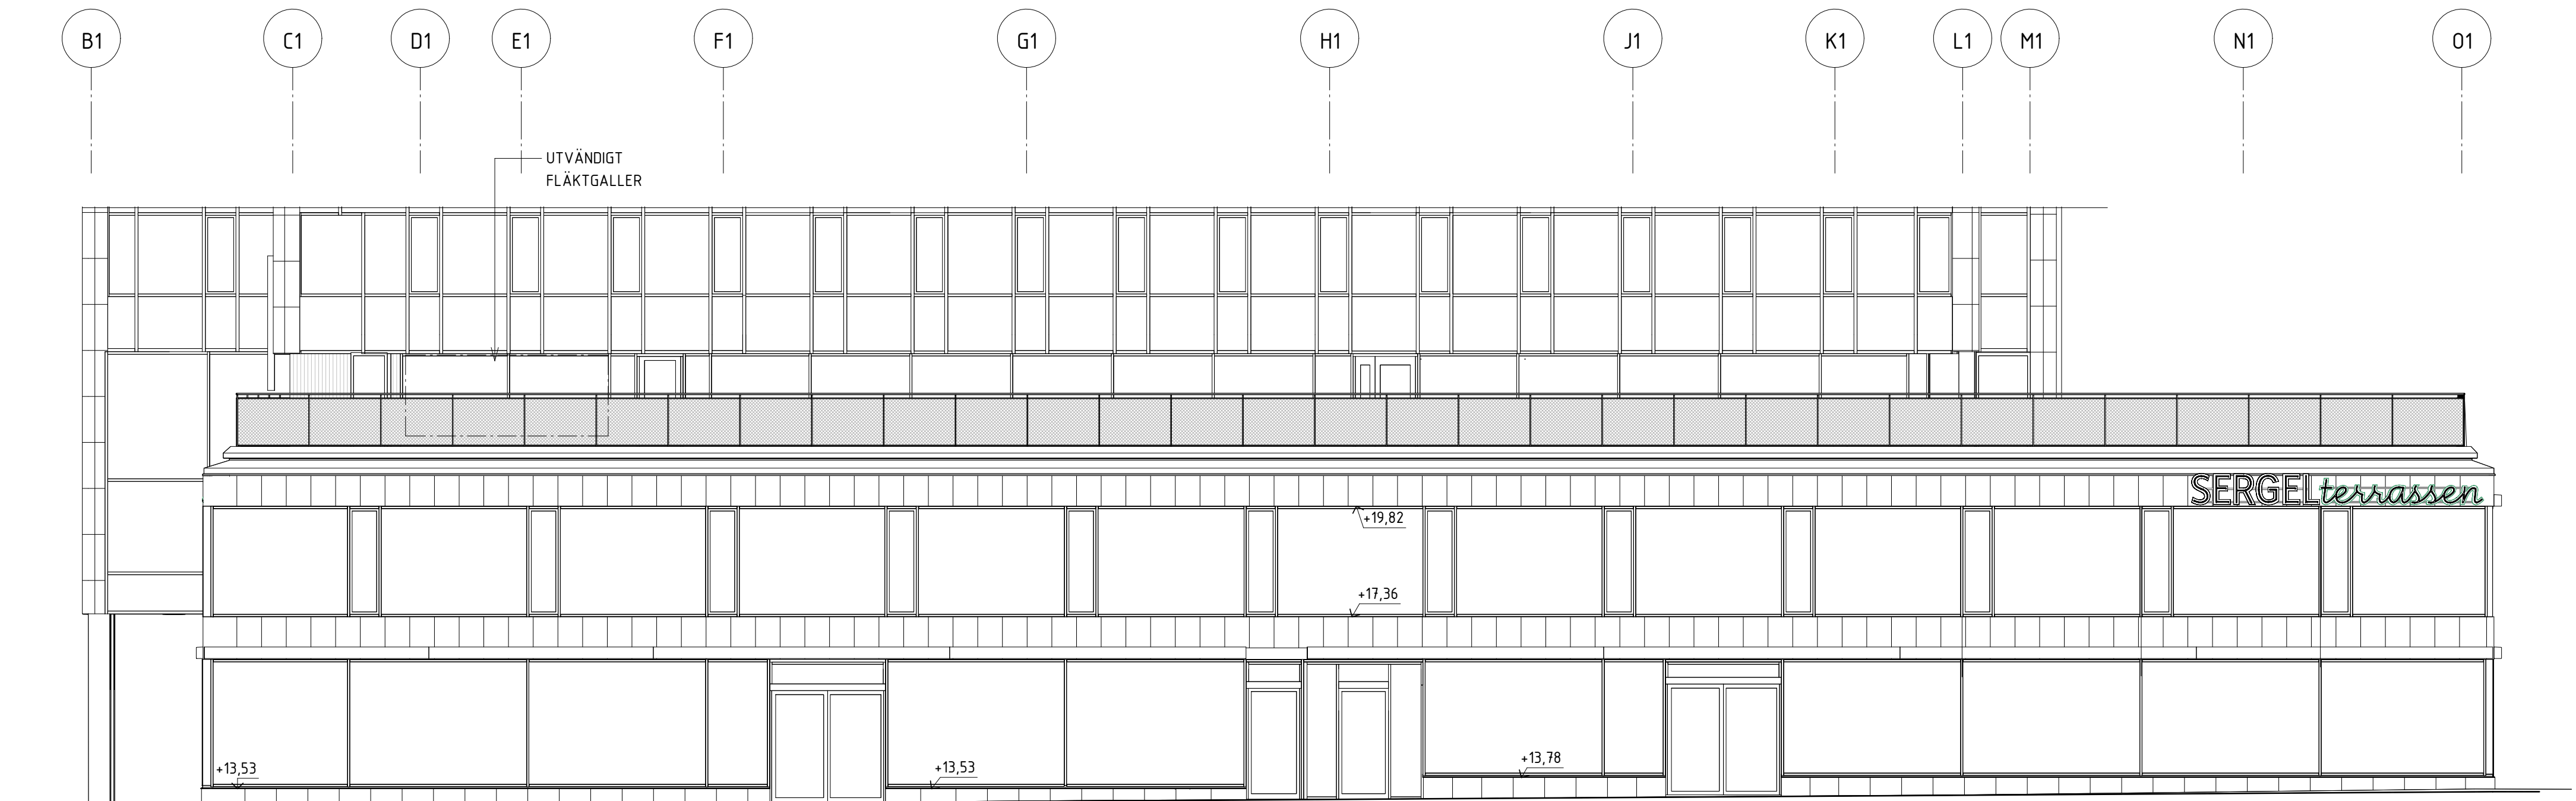 B1 C1 D1 E1 F1 G1 H1 J1 K1 L1 M1 N1 O1
UTVÄNDIGT
FLÄKTGALLER
SERGELterrassen
+19,82
+17,36
+13,53
+13,53
+13,78